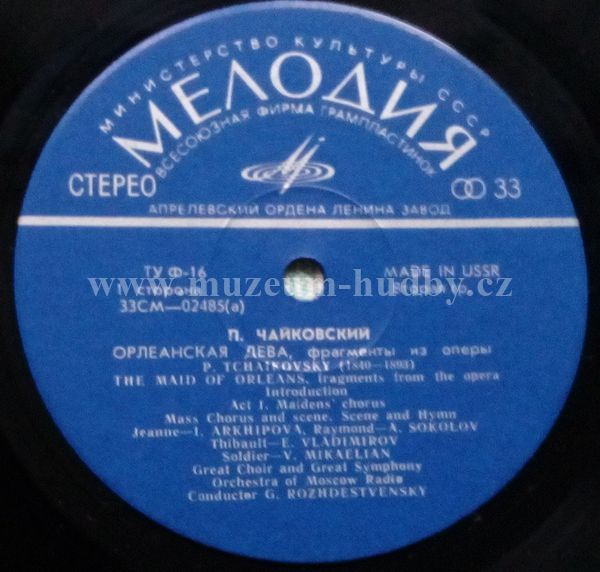 МИНИСТЕРСТВО КУЛЬТУРЫ СССР
МЕЛОДИЯ
ВСЕСОЮЗНАЯ ФИРМА ГРАМПЛАСТИНОК
СТЕРЕО
33
АПРЕЛЕВСКИЙ ОРДЕНА ЛЕНИНА ЗАВОД
ТУ Ф-16
MADE IN USSR
www.muzeum-hudby.cz
сторона
33СМ—02485(а)
П. ЧАЙКОВСКИЙ
ОРЛЕАНСКАЯ ДЕВА, фрагменты из оперы
P. TCHAIKOVSKY (1840—1893)
THE MAID OF ORLEANS, fragments from the opera
Introduction
Act I. Maidens' chorus
Mass Chorus and scene. Scene and Hymn
Jeanne—I. ARKHIPOVA, Raymond—A. SOKOLOV
Thibault—E. VLADIMIROV
Soldier—V. MIKAELIAN
Great Choir and Great Symphony
Orchestra of Moscow Radio
Conductor G. ROZHDESTVENSKY